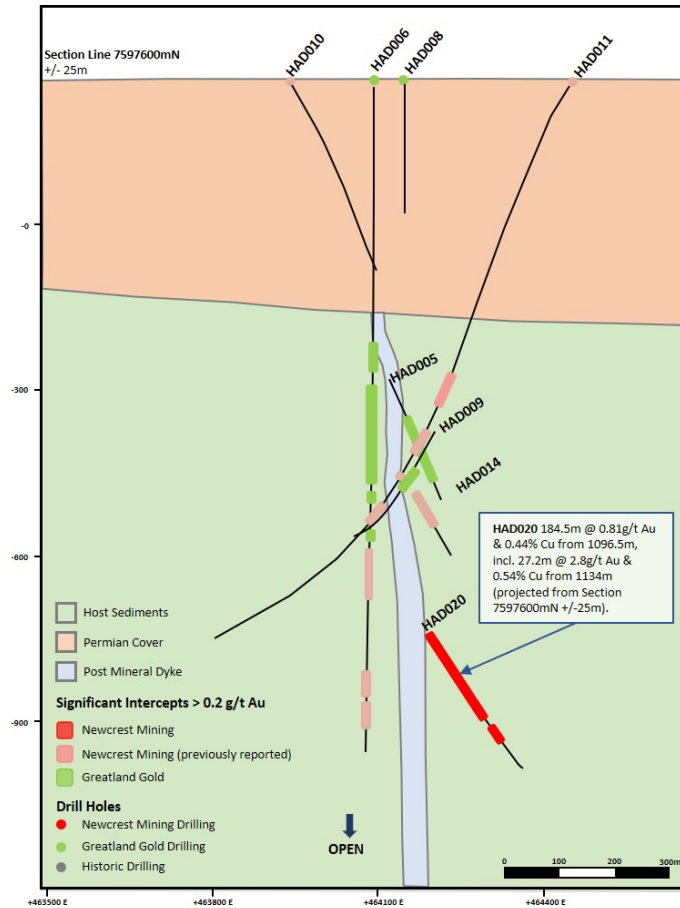 Section Line 7597600mN
+/- 25m
HAD010
HAD006
HAD008
HAD011
-0
-300
-600
-900
HAD005
HAD009
HAD014
HAD020
HAD020 184.5m @ 0.81g/t Au
& 0.44% Cu from 1096.5m,
incl. 27.2m @ 2.8g/t Au &
0.54% Cu from 1134m
(projected from Section
7597600mN +/-25m).
Host Sediments
Permian Cover
Post Mineral Dyke
Significant Intercepts > 0.2 g/t Au
Newcrest Mining
Newcrest Mining (previously reported)
Greatland Gold
Drill Holes
Newcrest Mining Drilling
Greatland Gold Drilling
Historic Drilling
OPEN
0 100 200 300m
+463500 E +463800 +464100 E +464400 E